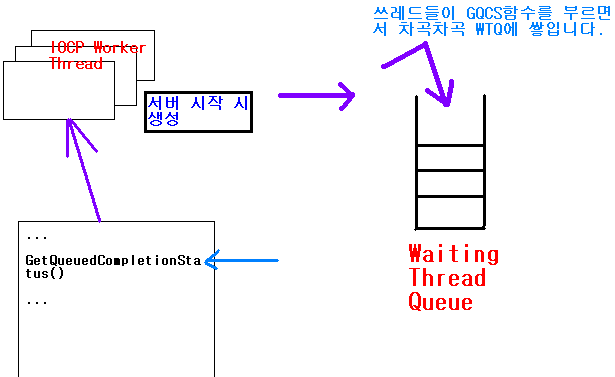 쓰레드들이 GQCS함수를 부르면
서 차곡차곡 WTQ에 쌓입니다.
IOCP Worker
Thread
서버 시작 시
생성
...
GetQueuedCompletionSta
tus()
...
Waiting
Thread
Queue